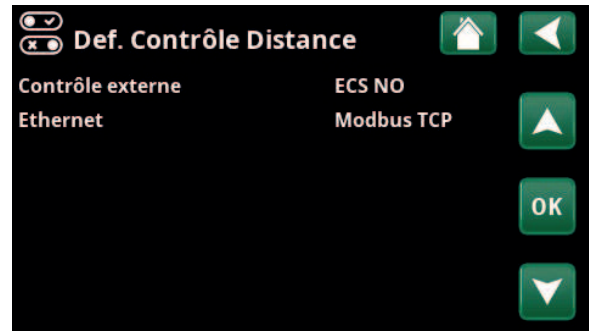 Def. Contrôle Distance
Contrôle externe ECS NO
Ethernet Modbus TCP
OK